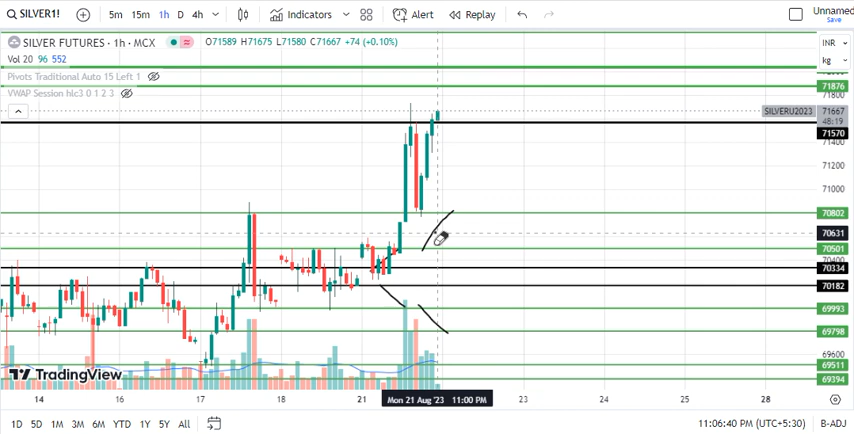 SILVER1! 5m 15m 1h D 4h Indicators Alert Replay Unnamed
Save
SILVER FUTURES · 1h · MCX O71589 H71675 L71580 C71667 +74 (+0.10%) INR
Vol 20 96 552 kg
Pivots Traditional Auto 15 Left 1
71876
VWAP Session hlc3 0 1 2 3 71800
SILVERU2023 71667
48:19
71570
71400
71200
71000
70802
70631
70501
70400
70334
70182
69993
69798
69600
69511
TradingView 69394
14 15 16 17 18 21 Mon 21 Aug '23 11:00 PM 23 24 25 28
1D 5D 1M 3M 6M YTD 1Y 5Y All 11:06:40 PM (UTC+5:30) B-ADJ